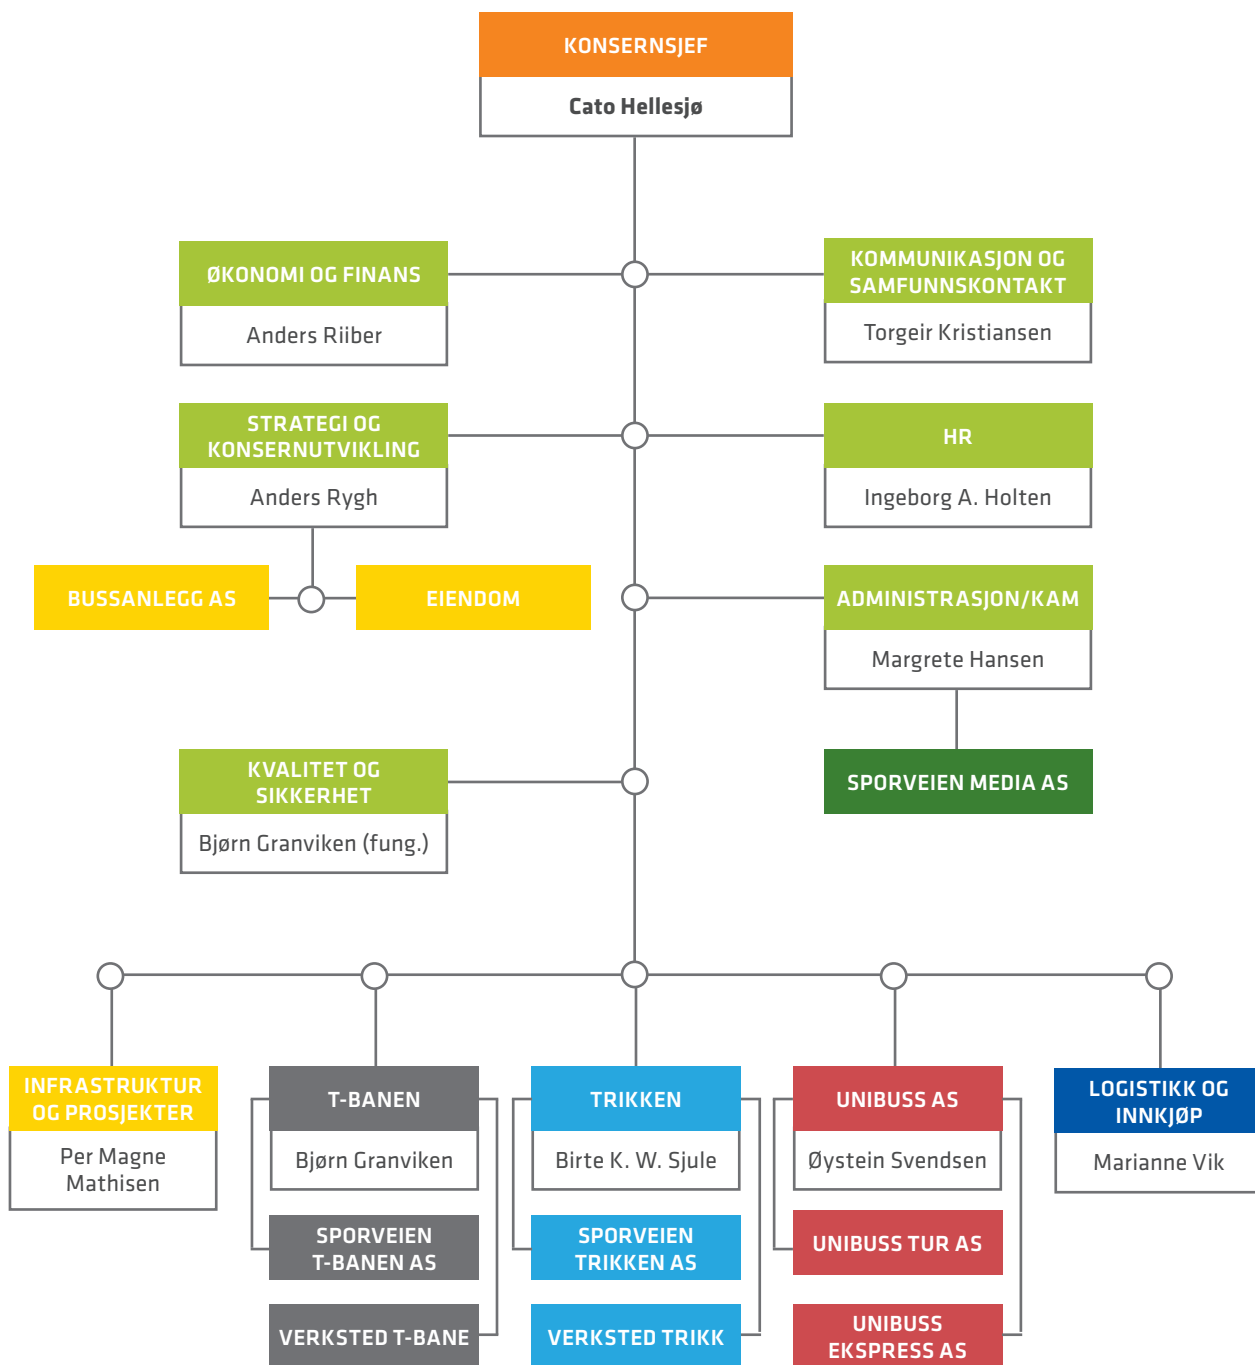 KONSERNSJEF
Cato Hellesjø
ØKONOMI OG FINANS
Anders Riiber
KOMMUNIKASJON OG
SAMFUNNSKONTAKT
Torgeir Kristiansen
STRATEGI OG
KONSERNUTVIKLING
Anders Rygh
HR
Ingeborg A. Holten
BUSSANLEGG AS
EIENDOM
ADMINISTRASJON/KAM
Margrete Hansen
KVALITET OG
SIKKERHET
Bjørn Granviken (fung.)
SPORVEIEN MEDIA AS
INFRASTRUKTUR
OG PROSJEKTER
Per Magne
Mathisen
T-BANEN
Bjørn Granviken
SPORVEIEN
T-BANEN AS
VERKSTED T-BANE
TRIKKEN
Birte K. W. Sjule
SPORVEIEN
TRIKKEN AS
VERKSTED TRIKK
UNIBUSS AS
Øystein Svendsen
UNIBUSS TUR AS
UNIBUSS
EKSPRESS AS
LOGISTIKK OG
INNKJØP
Marianne Vik